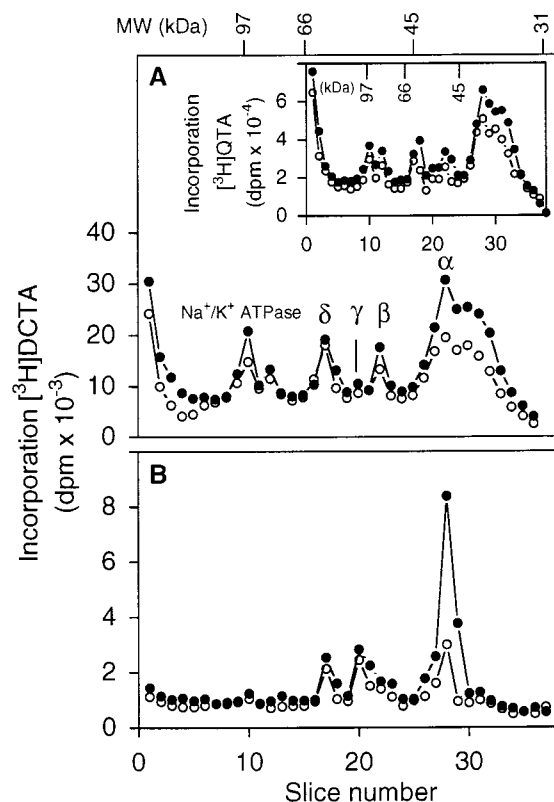 MW (kDa) 97 66 45 31
A
(kDa) 97 66 45
Incorporation
[³H]QTA
(dpm x 10⁻⁴)
6
4
2
0
0 10 20 30
40
30
20
10
0
Na⁺/K⁺ ATPase δ γ β α
Incorporation [³H]DCTA
(dpm x 10⁻³)
B
8
6
4
2
0
0 10 20 30
Slice number